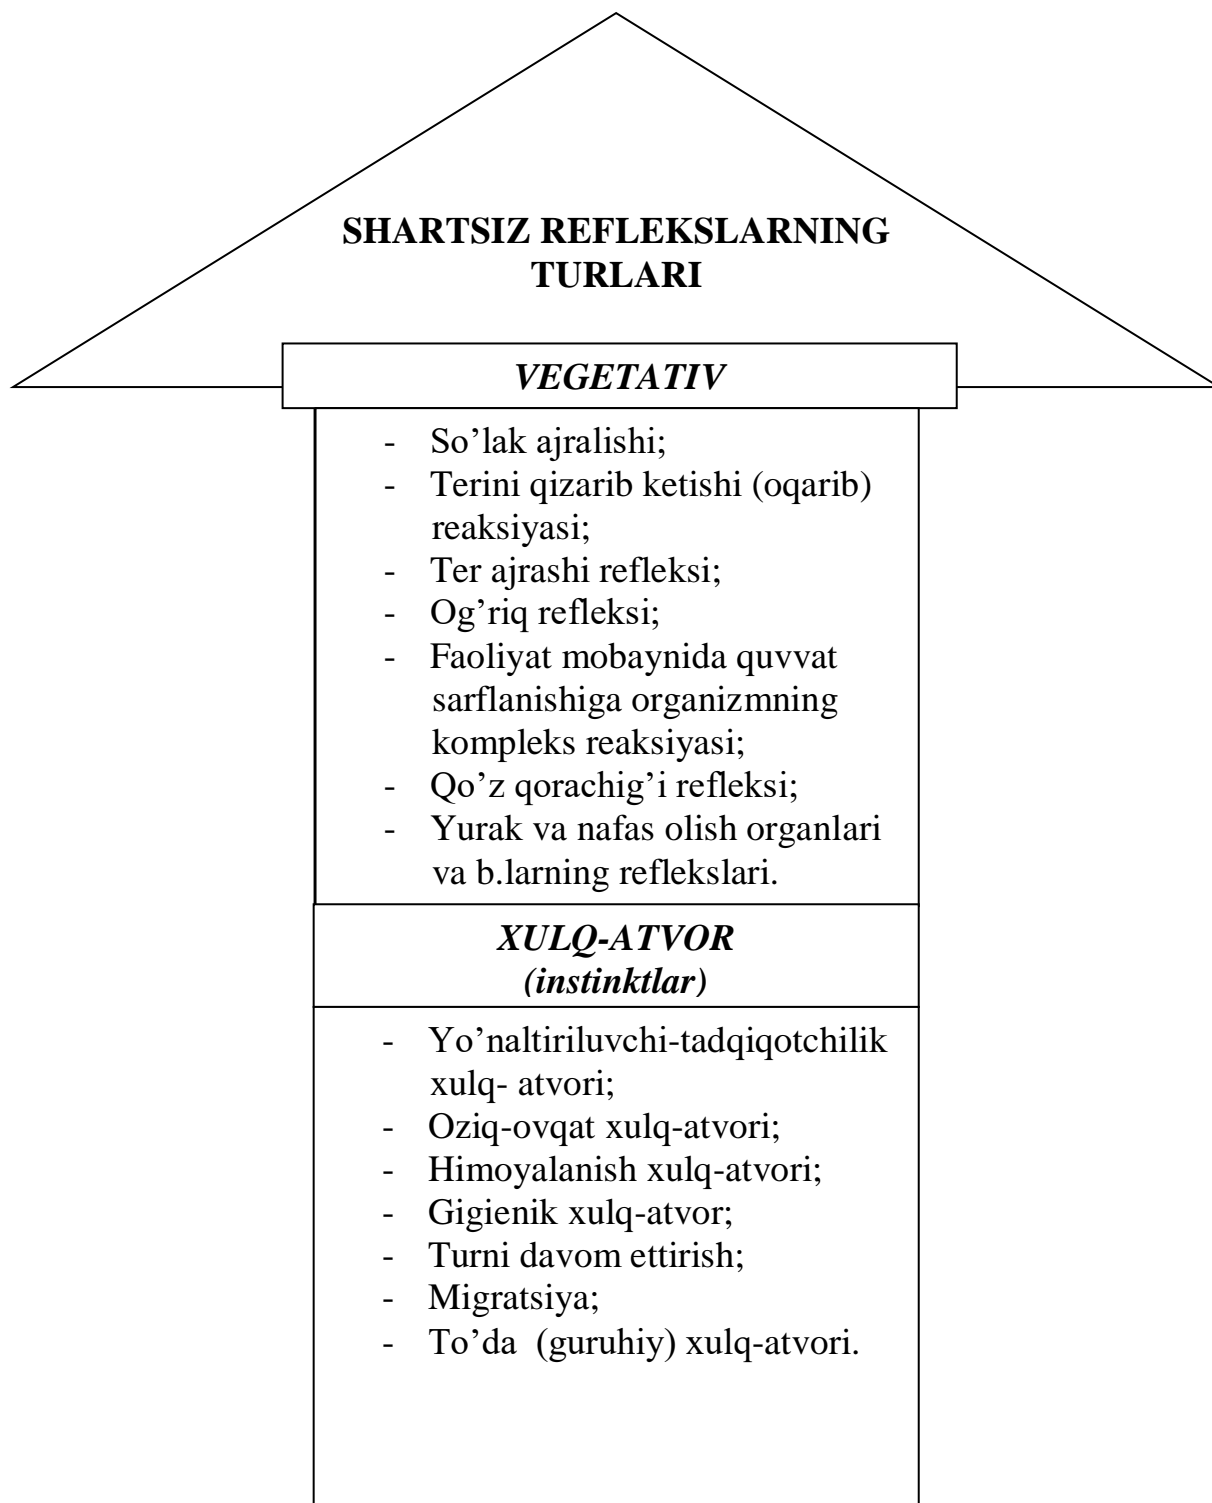 SHARTSIZ REFLEKSLARNING
TURLARI
VEGETATIV
- So’lak ajralishi;
- Terini qizarib ketishi (oqarib)
reaksiyasi;
- Ter ajrashi refleksi;
- Og’riq refleksi;
- Faoliyat mobaynida quvvat
sarflanishiga organizmning
kompleks reaksiyasi;
- Qo’z qorachig’i refleksi;
- Yurak va nafas olish organlari
va b.larning reflekslari.
XULQ-ATVOR
(instinktlar)
- Yo’naltiriluvchi-tadqiqotchilik
xulq- atvori;
- Oziq-ovqat xulq-atvori;
- Himoyalanish xulq-atvori;
- Gigienik xulq-atvor;
- Turni davom ettirish;
- Migratsiya;
- To’da (guruhiy) xulq-atvori.